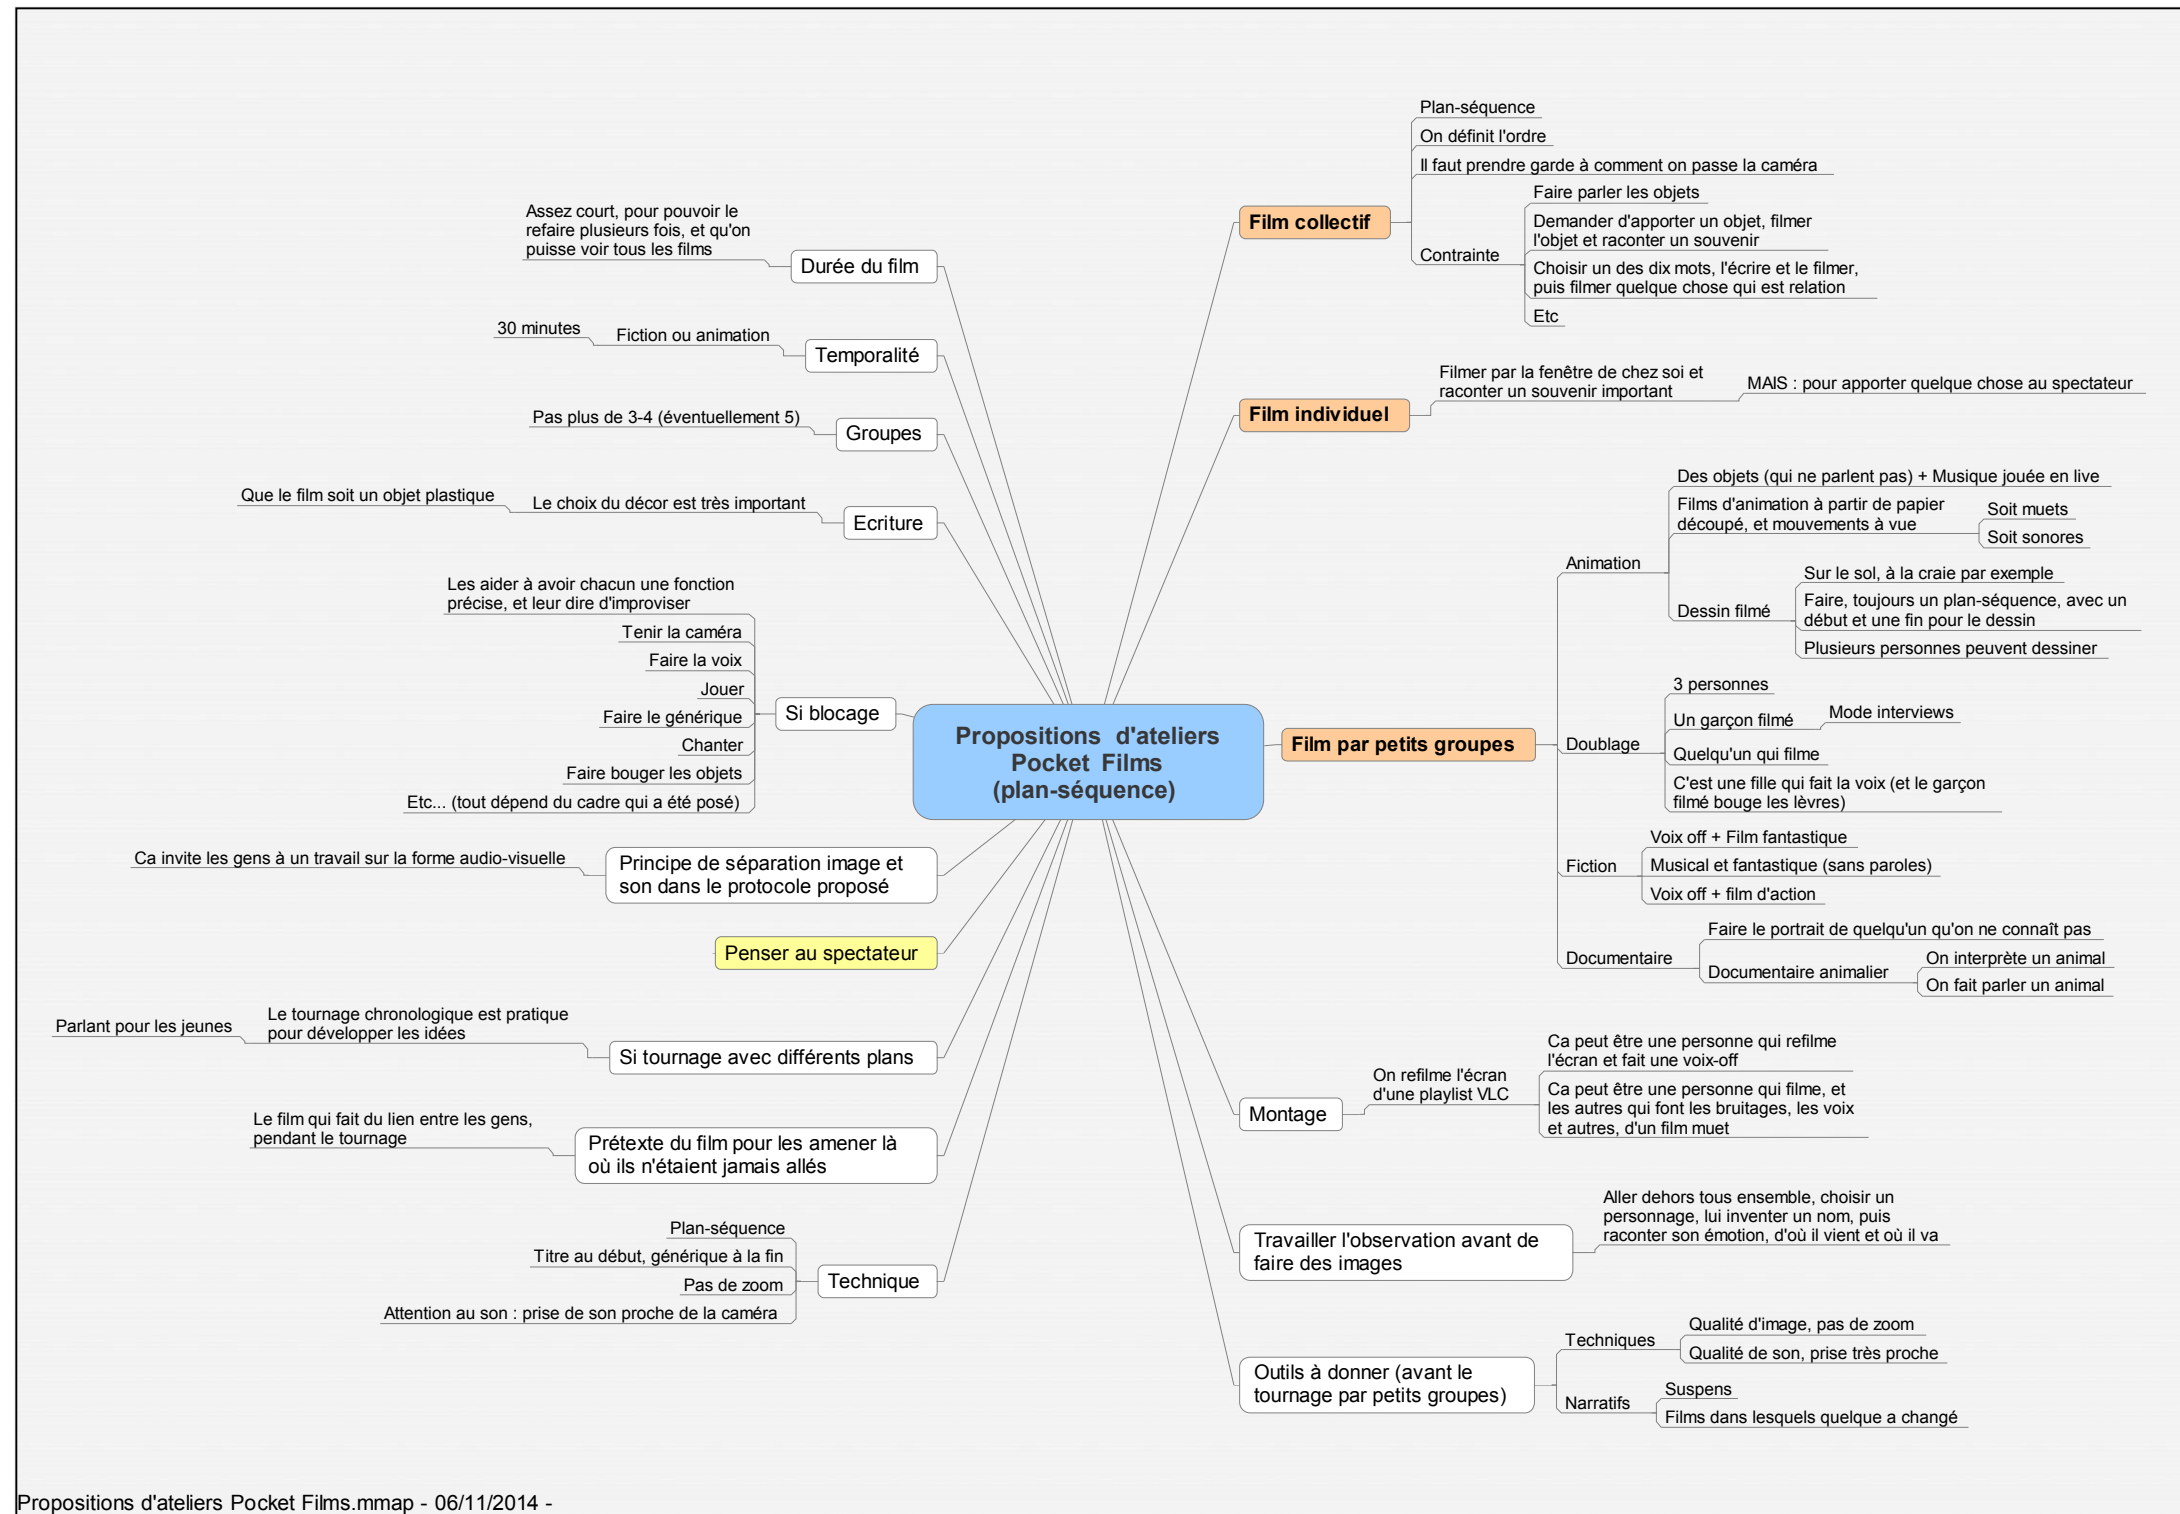 Propositions d'ateliers
Pocket Films
(plan-séquence)
Film collectif
Plan-séquence
On définit l'ordre
Il faut prendre garde à comment on passe la caméra
Contrainte
Faire parler les objets
Demander d'apporter un objet, filmer
l'objet et raconter un souvenir
Choisir un des dix mots, l'écrire et le filmer,
puis filmer quelque chose qui est relation
Etc
Film individuel
Filmer par la fenêtre de chez soi et
raconter un souvenir important
MAIS : pour apporter quelque chose au spectateur
Film par petits groupes
Animation
Des objets (qui ne parlent pas) + Musique jouée en live
Films d'animation à partir de papier
découpé, et mouvements à vue
Soit muets
Soit sonores
Dessin filmé
Sur le sol, à la craie par exemple
Faire, toujours un plan-séquence, avec un
début et une fin pour le dessin
Plusieurs personnes peuvent dessiner
Doublage
3 personnes
Un garçon filmé
Mode interviews
Quelqu'un qui filme
C'est une fille qui fait la voix (et le garçon
filmé bouge les lèvres)
Fiction
Voix off + Film fantastique
Musical et fantastique (sans paroles)
Voix off + film d'action
Documentaire
Faire le portrait de quelqu'un qu'on ne connaît pas
Documentaire animalier
On interprète un animal
On fait parler un animal
Montage
On refilme l'écran
d'une playlist VLC
Ca peut être une personne qui refilme
l'écran et fait une voix-off
Ca peut être une personne qui filme, et
les autres qui font les bruitages, les voix
et autres, d'un film muet
Travailler l'observation avant de
faire des images
Aller dehors tous ensemble, choisir un
personnage, lui inventer un nom, puis
raconter son émotion, d'où il vient et où il va
Outils à donner (avant le
tournage par petits groupes)
Techniques
Qualité d'image, pas de zoom
Qualité de son, prise très proche
Narratifs
Suspens
Films dans lesquels quelque a changé
Durée du film
Assez court, pour pouvoir le
refaire plusieurs fois, et qu'on
puisse voir tous les films
Temporalité
Fiction ou animation
30 minutes
Groupes
Pas plus de 3-4 (éventuellement 5)
Ecriture
Le choix du décor est très important
Que le film soit un objet plastique
Si blocage
Les aider à avoir chacun une fonction
précise, et leur dire d'improviser
Tenir la caméra
Faire la voix
Jouer
Faire le générique
Chanter
Faire bouger les objets
Etc... (tout dépend du cadre qui a été posé)
Principe de séparation image et
son dans le protocole proposé
Ca invite les gens à un travail sur la forme audio-visuelle
Penser au spectateur
Si tournage avec différents plans
Le tournage chronologique est pratique
pour développer les idées
Parlant pour les jeunes
Prétexte du film pour les amener là
où ils n'étaient jamais allés
Le film qui fait du lien entre les gens,
pendant le tournage
Technique
Plan-séquence
Titre au début, générique à la fin
Pas de zoom
Attention au son : prise de son proche de la caméra
Propositions d'ateliers Pocket Films.mmap - 06/11/2014 -